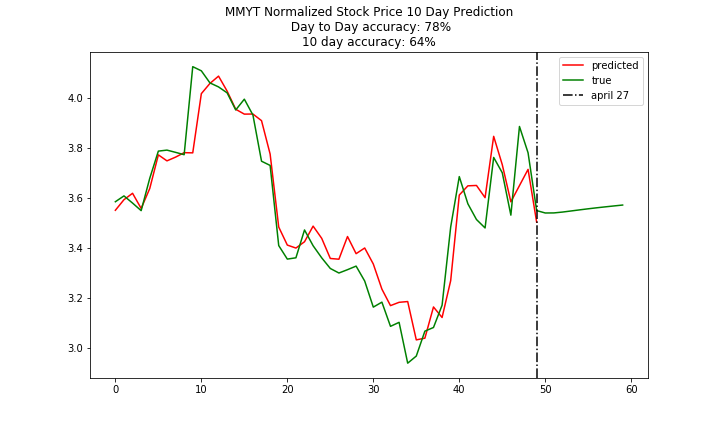 MMYT Normalized Stock Price 10 Day Prediction
Day to Day accuracy: 78%
10 day accuracy: 64%
predicted
true
april 27
4.0
3.8
3.6
3.4
3.2
3.0
0 10 20 30 40 50 60